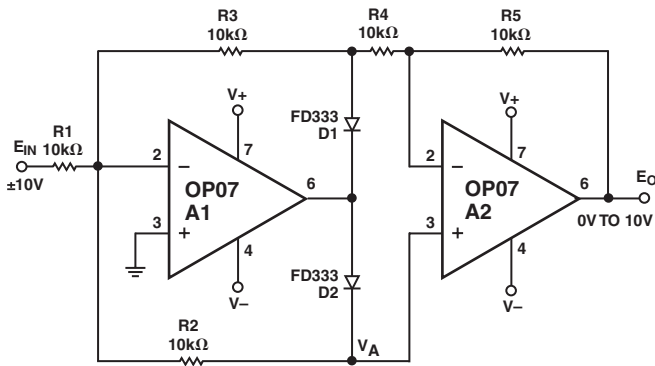 R3
10kΩ
R4
10kΩ
R5
10kΩ
V+
FD333
D1
V+
EIN
R1
10kΩ
±10V
7
2
−
OP07
A1
6
3
+
4
V−
7
2
−
OP07
A2
6
EO
0V TO 10V
3
+
4
V−
FD333
D2
R2
10kΩ
VA